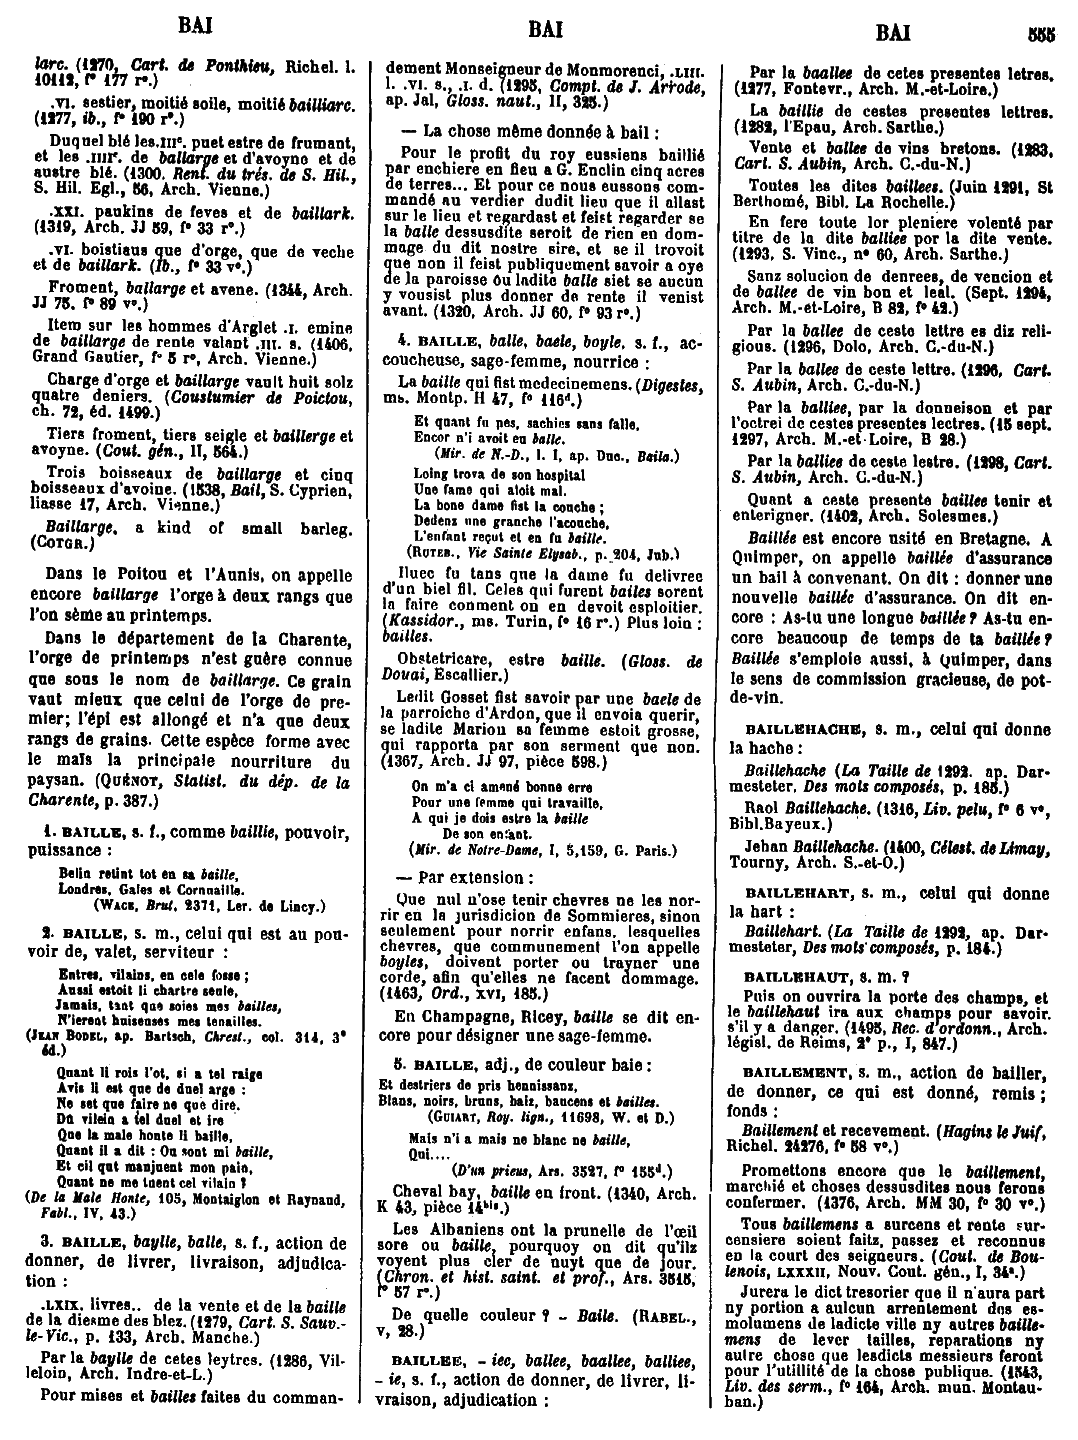 BAI
BAI
BAI
555
larc. (1270, Cart. de Ponthieu, Richel. l.
10112, f° 177 r°.)
.VI. sestier, moitié soile, moitié bailliarc.
(1277, ib., f° 190 r°.)
Duquel blé les .IIIe. puet estre de frumant,
et les .IIIIe. de ballarge et d'avoyne et de
austre blé. (1300. Rent. du trés. de S. Hil.,
S. Hil. Egl., 56, Arch. Vienne.)
.XXI. paukins de feves et de baillark.
(1319, Arch. JJ 59, f° 33 r°.)
.VI. boistiaus que d'orge, que de veche
et de baillark. (Ib., f° 33 v°.)
Froment, ballarge et avene. (1344, Arch.
JJ 75, f° 89 v°.)
Item sur les hommes d'Arglet .I. emine
de baillarge de rente valant .III. s. (1406,
Grand Gautier, f° 5 r°, Arch. Vienne.)
Charge d'orge et baillarge vault huit solz
quatre deniers. (Coustumier de Poictou,
ch. 72, éd. 1499.)
Tiers froment, tiers seigle et baillerge et
avoyne. (Cout. gén., II, 564.)
Trois boisseaux de baillarge et cinq
boisseaux d'avoine. (1538, Bail, S. Cyprien,
liasse 17, Arch. Vienne.)
Baillarge, a kind of small barleg.
(COTGR.)
Dans le Poitou et l'Aunis, on appelle
encore baillarge l'orge à deux rangs que
l'on sème au printemps.
Dans le département de la Charente,
l'orge de printemps n'est guère connue
que sous le nom de baillarge. Ce grain
vaut mieux que celui de l'orge de pre-
mier; l'épi est allongé et n'a que deux
rangs de grains. Cette espèce forme avec
le maïs la principale nourriture du
paysan. (QUÉNOT, Statist. du dép. de la
Charente, p. 387.)
1. BAILLE, s. f., comme baillie, pouvoir,
puissance :
Belin retint tot en sa baille,
Londres, Gales et Cornuaille.
(WACE, Brut, 2371, Ler. de Lincy.)
2. BAILLE, s. m., celui qui est au pou-
voir de, valet, serviteur :
Entres, vilains, en cele fosse ;
Aussi estoit li chartre seule,
Jamais, tant que soies mes bailles,
N'ierent huisenses mes tenailles.
(JEAN BODEL, ap. Bartsch, Chrest., col. 314, 3e
éd.)
Quant li rois l'ot, si a tel raige
Avis li est que de duel arge :
Ne set que faire ne que dire.
Du vilain a tel duel et ire
Que la male honte li baille,
Quant il a dit : Ou sont mi baille,
Et cil qui manjuent mon pain,
Quant ne me tuent cel vilain ?
(De la Male Honte, 105, Montaiglon et Raynaud,
Fabl., IV, 43.)
3. BAILLE, baylle, balle, s. f., action de
donner, de livrer, livraison, adjudica-
tion :
.LXIX. livres.. de la vente et de la baille
de la diesme des blez. (1279, Cart. S. Sauv.-
le-Vic., p. 133, Arch. Manche.)
Par la baylle de cetes leytres. (1286, Vil-
leloin, Arch. Indre-et-L.)
Pour mises et bailles faites du comman-
dement Monseigneur de Monmorenci, .LIII.
l. .VI. s., .I. d. (1295, Compt. de J. Arrode,
ap. Jal, Gloss. naut., II, 325.)
— La chose même donnée à bail :
Pour le profit du roy eussiens baillié
par enchiere en fieu a G. Enclin cinq acres
de terres... Et pour ce nous eussons com-
mandé au verdier dudit lieu que il allast
sur le lieu et regardast et feist regarder se
la balle dessusdite seroit de rien en dom-
mage du dit nostre sire, et se il trovoit
que non il feist publiquement savoir a oye
de la paroisse ou ladite balle siet se aucun
y vousist plus donner de rente il venist
avant. (1320, Arch. JJ 60, f° 93 r°.)
4. BAILLE, balle, baele, boyle, s. f., ac-
coucheuse, sage-femme, nourrice :
La baille qui fist medecinemens. (Digestes,
ms. Montp. H 47, f° 116d.)
Et quant fu pes, sachies sans falle,
Encor n'i avoit eu balle.
(Mir. de N.-D., l. I, ap. Duc., Baila.)
Loing trova de son hospital
Une fame qui aloit mal.
La bone dame fist la couche ;
Dedenz une granche l'acouche,
L'enfant reçut et en fu baille.
(RUTEB., Vie Sainte Elysab., p. 204, Jub.)
Iluec fu tans que la dame fu delivree
d'un biel fil. Celes qui furent bailes sorent
la faire conment on en devoit esploitier.
(Kassidor., ms. Turin, f° 16 r°.) Plus loin :
bailles.
Obstetricare, estre baille. (Gloss. de
Douai, Escallier.)
Ledit Gosset fist savoir par une baele de
la parroiche d'Ardon, que il envoia querir,
se ladite Mariou sa femme estoit grosse,
qui rapporta par son serment que non.
(1367, Arch. JJ 97, pièce 598.)
On m'a ci amené bonne erre
Pour une femme qui travaille,
A qui je dois estre la baille
De son enfant.
(Mir. de Notre-Dame, I, 5,159, G. Paris.)
— Par extension :
Que nul n'ose tenir chevres ne les nor-
rir en la jurisdicion de Sommieres, sinon
seulement pour norrir enfans, lesquelles
chevres, que communement l'on appelle
boyles, doivent porter ou trayner une
corde, afin qu'elles ne facent dommage.
(1463, Ord., XVI, 185.)
En Champagne, Ricey, baille se dit en-
core pour désigner une sage-femme.
5. BAILLE, adj., de couleur baie :
Et destriers de pris hennissanz,
Blans, noirs, bruns, baiz, baucens et bailles.
(GUIART, Roy. lign., 11698, W. et D.)
Mais n'i a mais ne blanc ne baille,
Qui....
(D'un prieus, Ars. 3527, f° 155d.)
Cheval bay, baille en front. (1340, Arch.
K 43, pièce 14bis.)
Les Albaniens ont la prunelle de l'œil
sore ou baille, pourquoy on dit qu'ilz
voyent plus cler de nuyt que de jour.
(Chron. et hist. saint. et prof., Ars. 3515,
f° 57 r°.)
De quelle couleur ? - Baile. (RABEL.,
V, 28.)
BAILLEE, - iec, ballee, baallee, balliee,
- ie, s. f., action de donner, de livrer, li-
vraison, adjudication :
Par la baallee de cetes presentes letres.
(1277, Fontevr., Arch. M.-et-Loire.)
La baillie de cestes presentes lettres.
(1282, l'Epau, Arch. Sarthe.)
Vente et ballee de vins bretons. (1283,
Cart. S. Aubin, Arch. C.-du-N.)
Toutes les dites baillees. (Juin 1291, St
Berthomé, Bibl. La Rochelle.)
En fere toute lor pleniere volenté par
titre de la dite balliee por la dite vente.
(1293, S. Vinc., n° 60, Arch. Sarthe.)
Sanz solucion de denrees, de vencion et
de ballee de vin bon et leal. (Sept. 1294,
Arch. M.-et-Loire, B 82, f° 42.)
Par la ballee de ceste lettre es diz reli-
gious. (1296, Dolo, Arch. C.-du-N.)
Par la ballee de ceste lettre. (1296, Cart.
S. Aubin, Arch. C.-du-N.)
Par la balliee, par la donneison et par
l'octrei de cestes presentes lectres. (15 sept.
1297, Arch. M.-et-Loire, B 28.)
Par la balliee de ceste lestre. (1298, Cart.
S. Aubin, Arch. C.-du-N.)
Quant a ceste presente baillee tenir et
enterigner. (1402, Arch. Solesmes.)
Baillée est encore usité en Bretagne. A
Quimper, on appelle baillée d'assurance
un bail à convenant. On dit : donner une
nouvelle baillée d'assurance. On dit en-
core : As-tu une longue baillée? As-tu en-
core beaucoup de temps de ta baillée?
Baillée s'emploie aussi, à Quimper, dans
le sens de commission gracieuse, de pot-
de-vin.
BAILLEHACHE, s. m., celui qui donne
la hache :
Baillehache (La Taille de 1292. ap. Dar-
mesteter, Des mots composés, p. 185.)
Raol Baillehache. (1316, Liv. pelu, f° 6 v°,
Bibl.Bayeux.)
Jehan Baillehache. (1400, Célest. de Limay,
Tourny, Arch. S.-et-O.)
BAILLEHART, s. m., celui qui donne
la hart :
Baillehart. (La Taille de 1292, ap. Dar-
mesteter, Des mots composés, p. 184.)
BAILLEHAUT, s. m. ?
Puis on ouvrira la porte des champs, et
le baillehaut ira aux champs pour savoir
s'il y a danger. (1495, Rec. d'ordonn., Arch.
législ. de Reims, 2e p., I, 847.)
BAILLEMENT, s. m., action de bailler,
de donner, ce qui est donné, remis ;
fonds :
Baillement et recevement. (Hagins le Juif,
Richel. 24276, f° 58 v°.)
Promettons encore que le baillement,
marchié et choses dessusdites nous ferons
confermer. (1376, Arch. MM 30, f° 30 v°.)
Tous baillemens a surcens et rente sur-
censiere soient faitz, passez et reconnus
en la court des seigneurs. (Cout. de Bou-
lenois, LXXXII, Nouv. Cout. gén., I, 34a.)
Jurera le dict tresorier que il n'aura part
ny portion a aulcun arrentement dns es-
molumens de ladicte ville ny autres baille-
mens de lever tailles, reparations ny
autre chose que lesdicts messieurs feront
pour l'utillité de la chose publique. (1543,
Liv. des serm., f° 164, Arch. mun. Montau-
ban.)